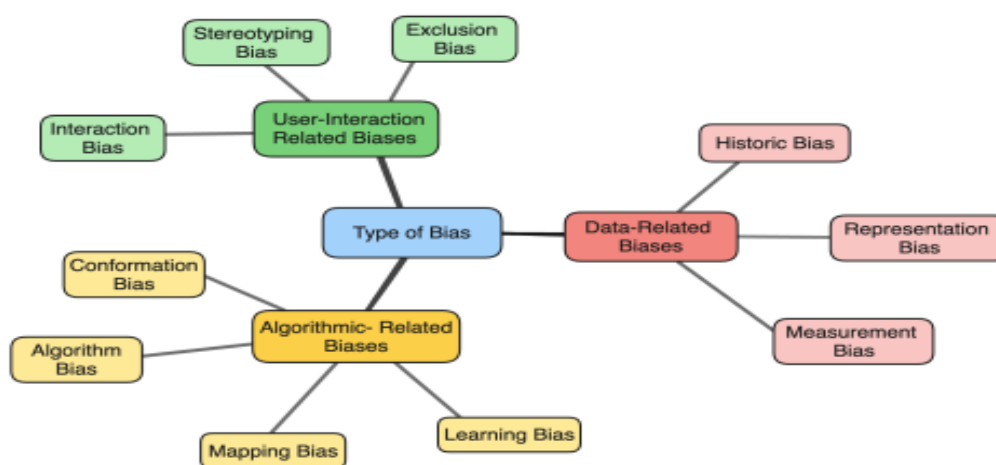 Stereotyping
Bias
Exclusion
Bias
User-Interaction
Related Biases
Interaction
Bias
Historic Bias
Type of Bias
Data-Related
Biases
Representation
Bias
Conformation
Bias
Algorithmic- Related
Biases
Measurement
Bias
Algorithm
Bias
Mapping Bias
Learning Bias